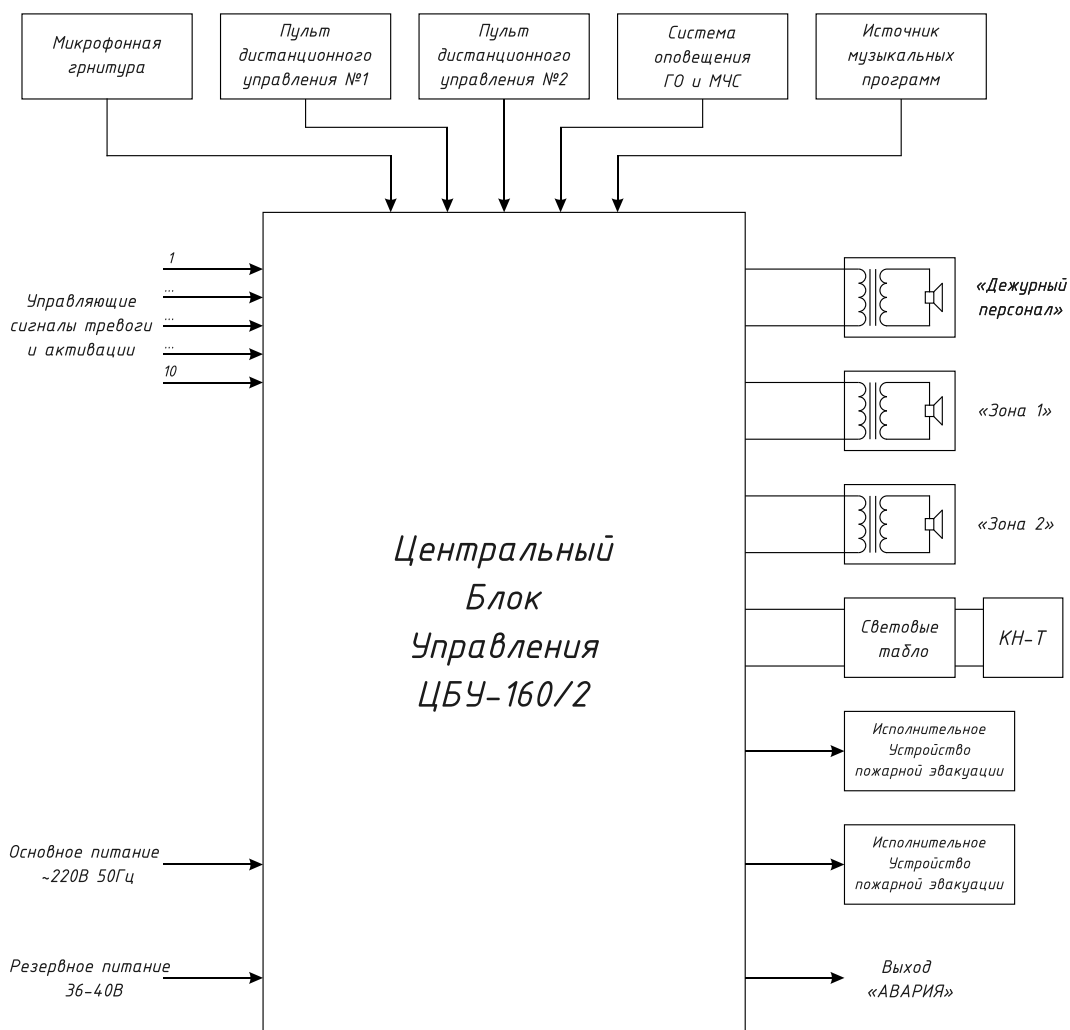 Микрофонная
грнитура
Пульт
дистанционного
управления №1
Пульт
дистанционного
управления №2
Система
оповещения
ГО и МЧС
Источник
музыкальных
программ
1
...
...
...
10
Управляющие
сигналы тревоги
и активации
«Дежурный
персонал»
«Зона 1»
«Зона 2»
Центральный
Блок
Управления
ЦБУ-160/2
Световые
табло
КН-Т
Исполнительное
Устройство
пожарной эвакуации
Исполнительное
Устройство
пожарной эвакуации
Основное питание
~220В 50Гц
Резервное питание
36-40В
Выход
«АВАРИЯ»